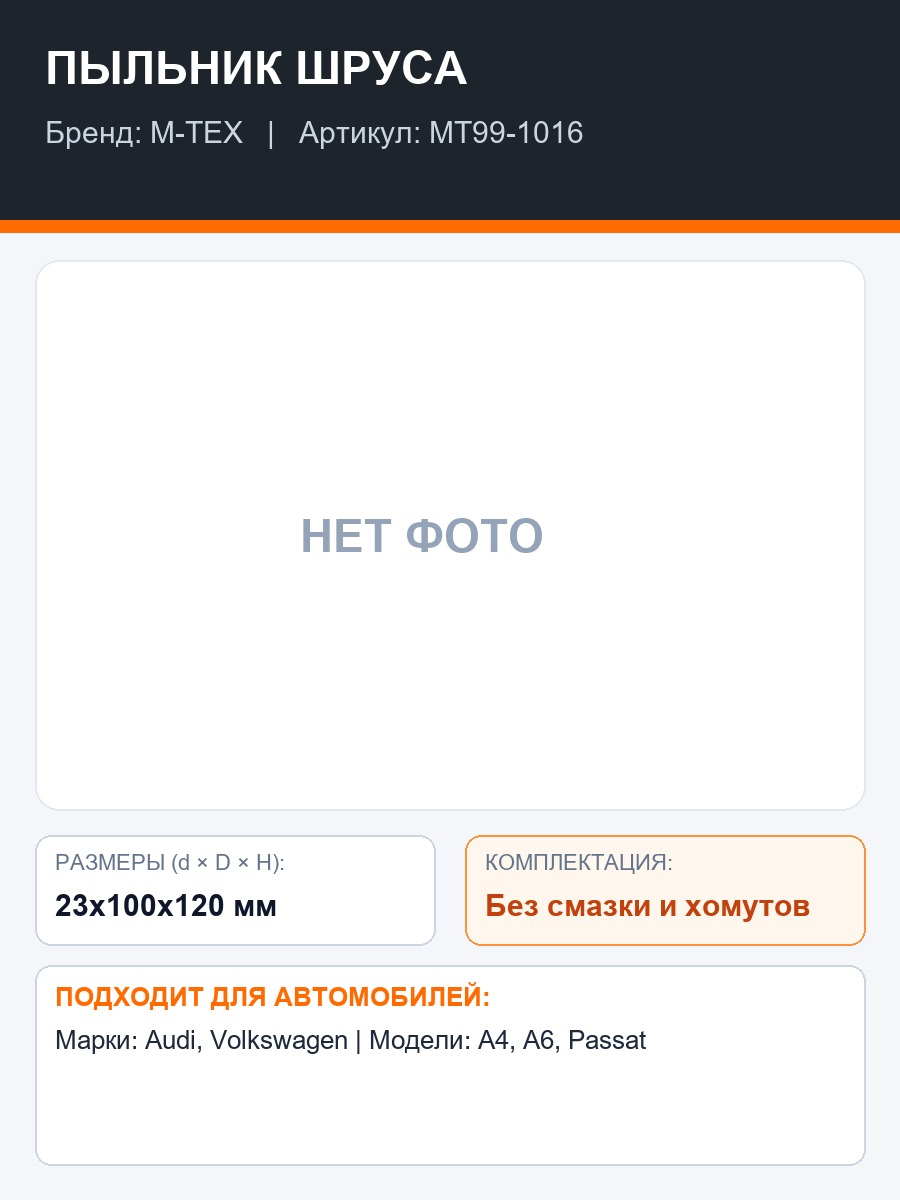 ПЫЛЬНИК ШРУСА
Бренд: M-TEX | Артикул: MT99-1016
НЕТ ФОТО
РАЗМЕРЫ (d × D × H):
23x100x120 мм
КОМПЛЕКТАЦИЯ:
Без смазки и хомутов
ПОДХОДИТ ДЛЯ АВТОМОБИЛЕЙ:
Марки: Audi, Volkswagen | Модели: A4, A6, Passat